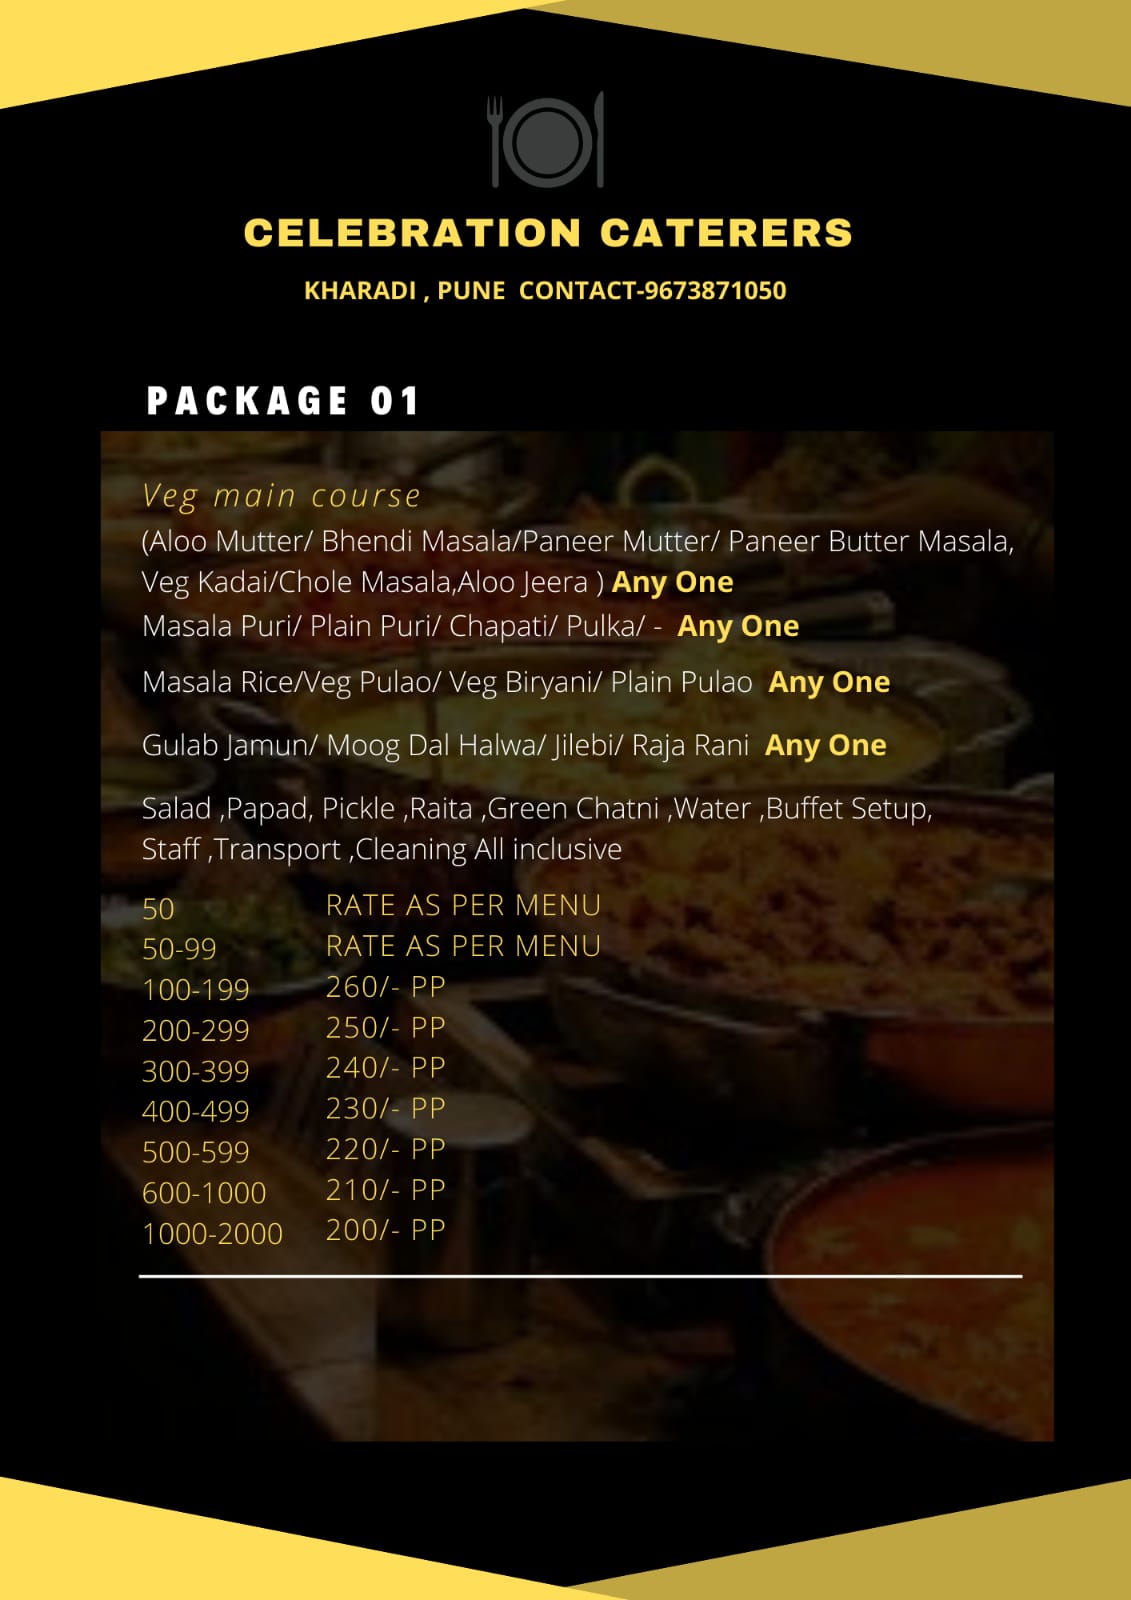 CELEBRATION CATERERS
KHARADI , PUNE CONTACT-9673871050
PACKAGE 01
Veg main course
(Aloo Mutter/ Bhendi Masala/Paneer Mutter/ Paneer Butter Masala,
Veg Kadai/Chole Masala,Aloo Jeera ) Any One
Masala Puri/ Plain Puri/ Chapati/ Pulka/ - Any One
Masala Rice/Veg Pulao/ Veg Biryani/ Plain Pulao Any One
Gulab Jamun/ Moog Dal Halwa/ Jilebi/ Raja Rani Any One
Salad ,Papad, Pickle ,Raita ,Green Chatni ,Water ,Buffet Setup,
Staff ,Transport ,Cleaning All inclusive
50 RATE AS PER MENU
50-99 RATE AS PER MENU
100-199 260/- PP
200-299 250/- PP
300-399 240/- PP
400-499 230/- PP
500-599 220/- PP
600-1000 210/- PP
1000-2000 200/- PP